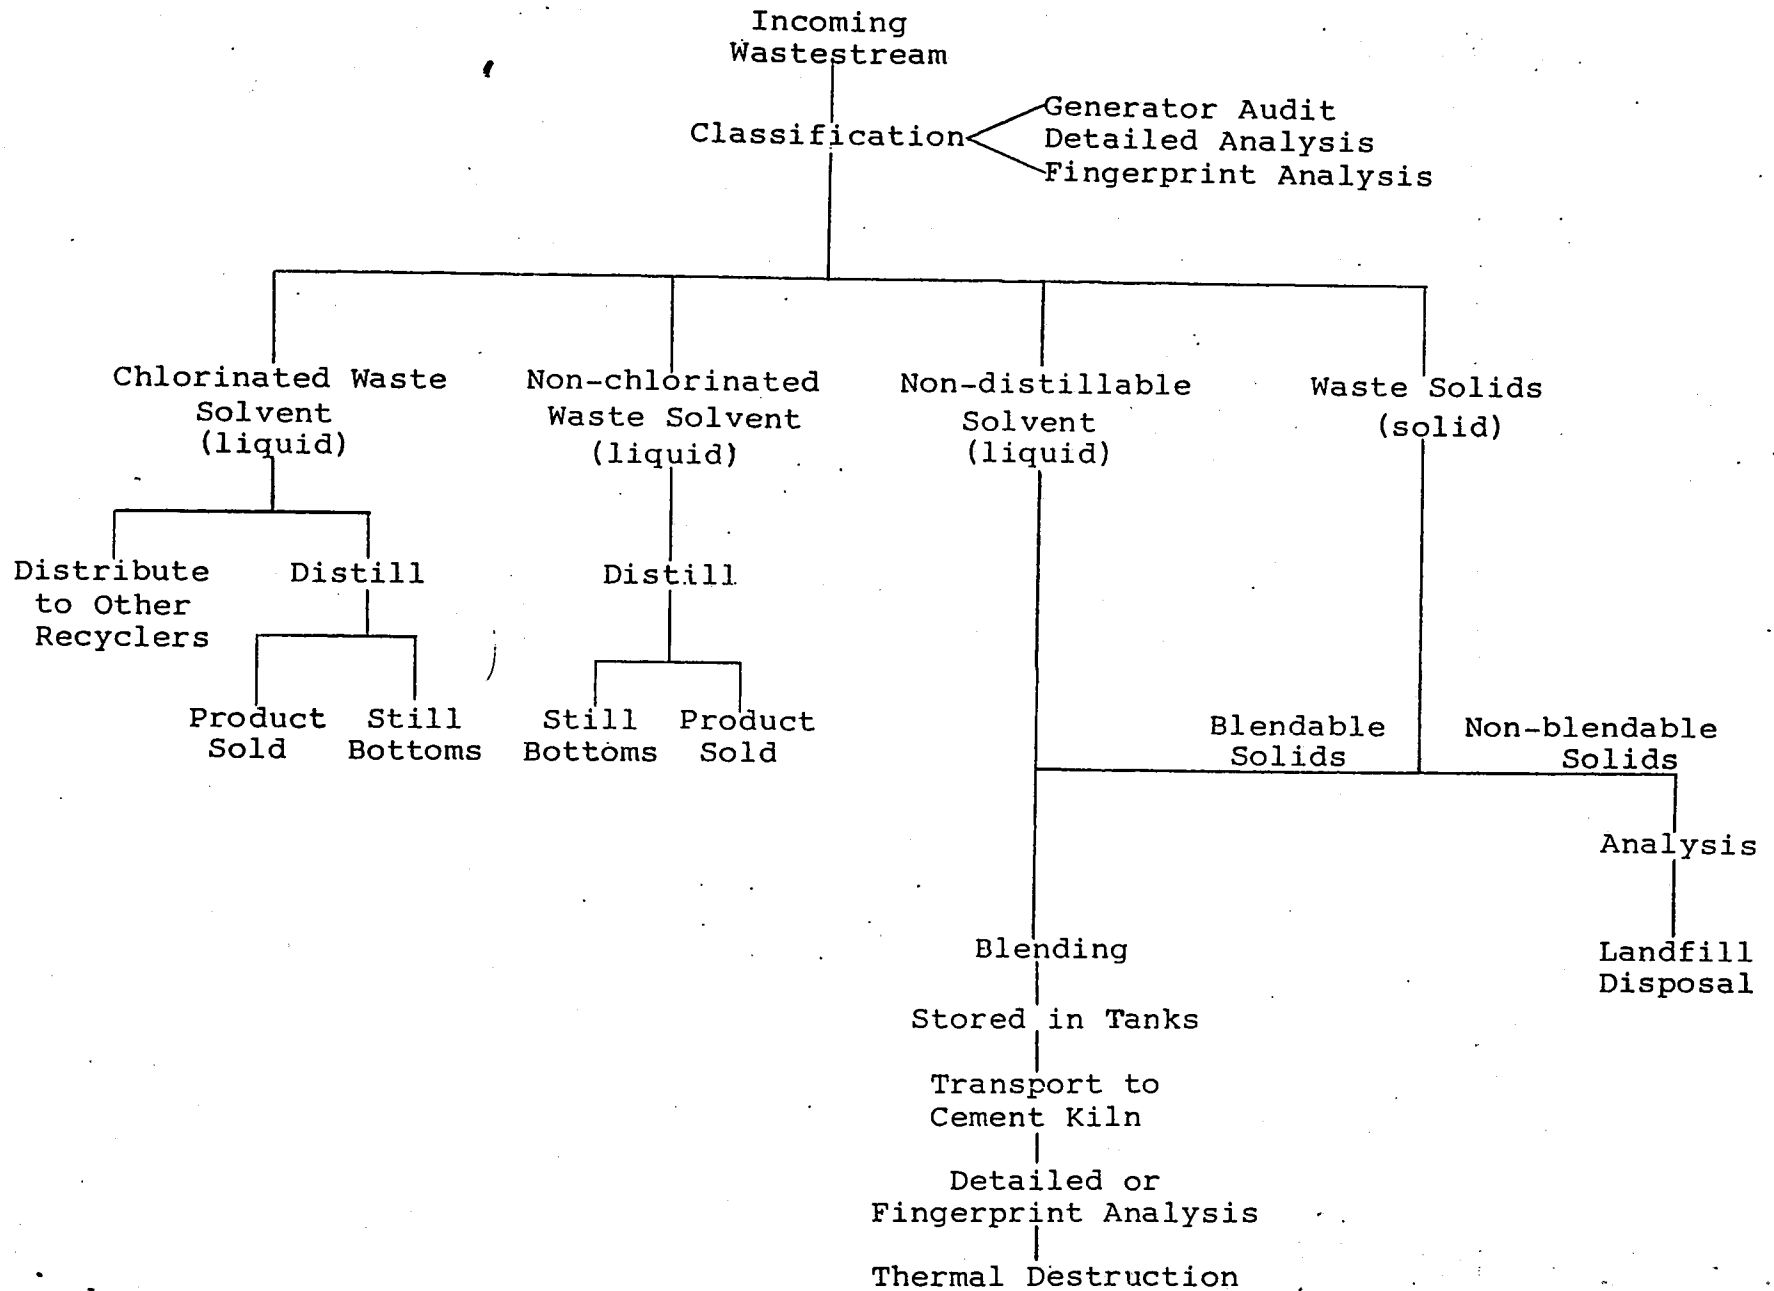 Incoming
Wastestream
Classification
Generator Audit
Detailed Analysis
Fingerprint Analysis
Chlorinated Waste
Solvent
(liquid)
Non-chlorinated
Waste Solvent
(liquid)
Non-distillable
Solvent
(liquid)
Waste Solids
(solid)
Distribute
to Other
Recyclers
Distill
Distill
Product
Sold
Still
Bottoms
Still
Bottoms
Product
Sold
Blendable
Solids
Non-blendable
Solids
Analysis
Landfill
Disposal
Blending
Stored in Tanks
Transport to
Cement Kiln
Detailed or
Fingerprint Analysis
Thermal Destruction